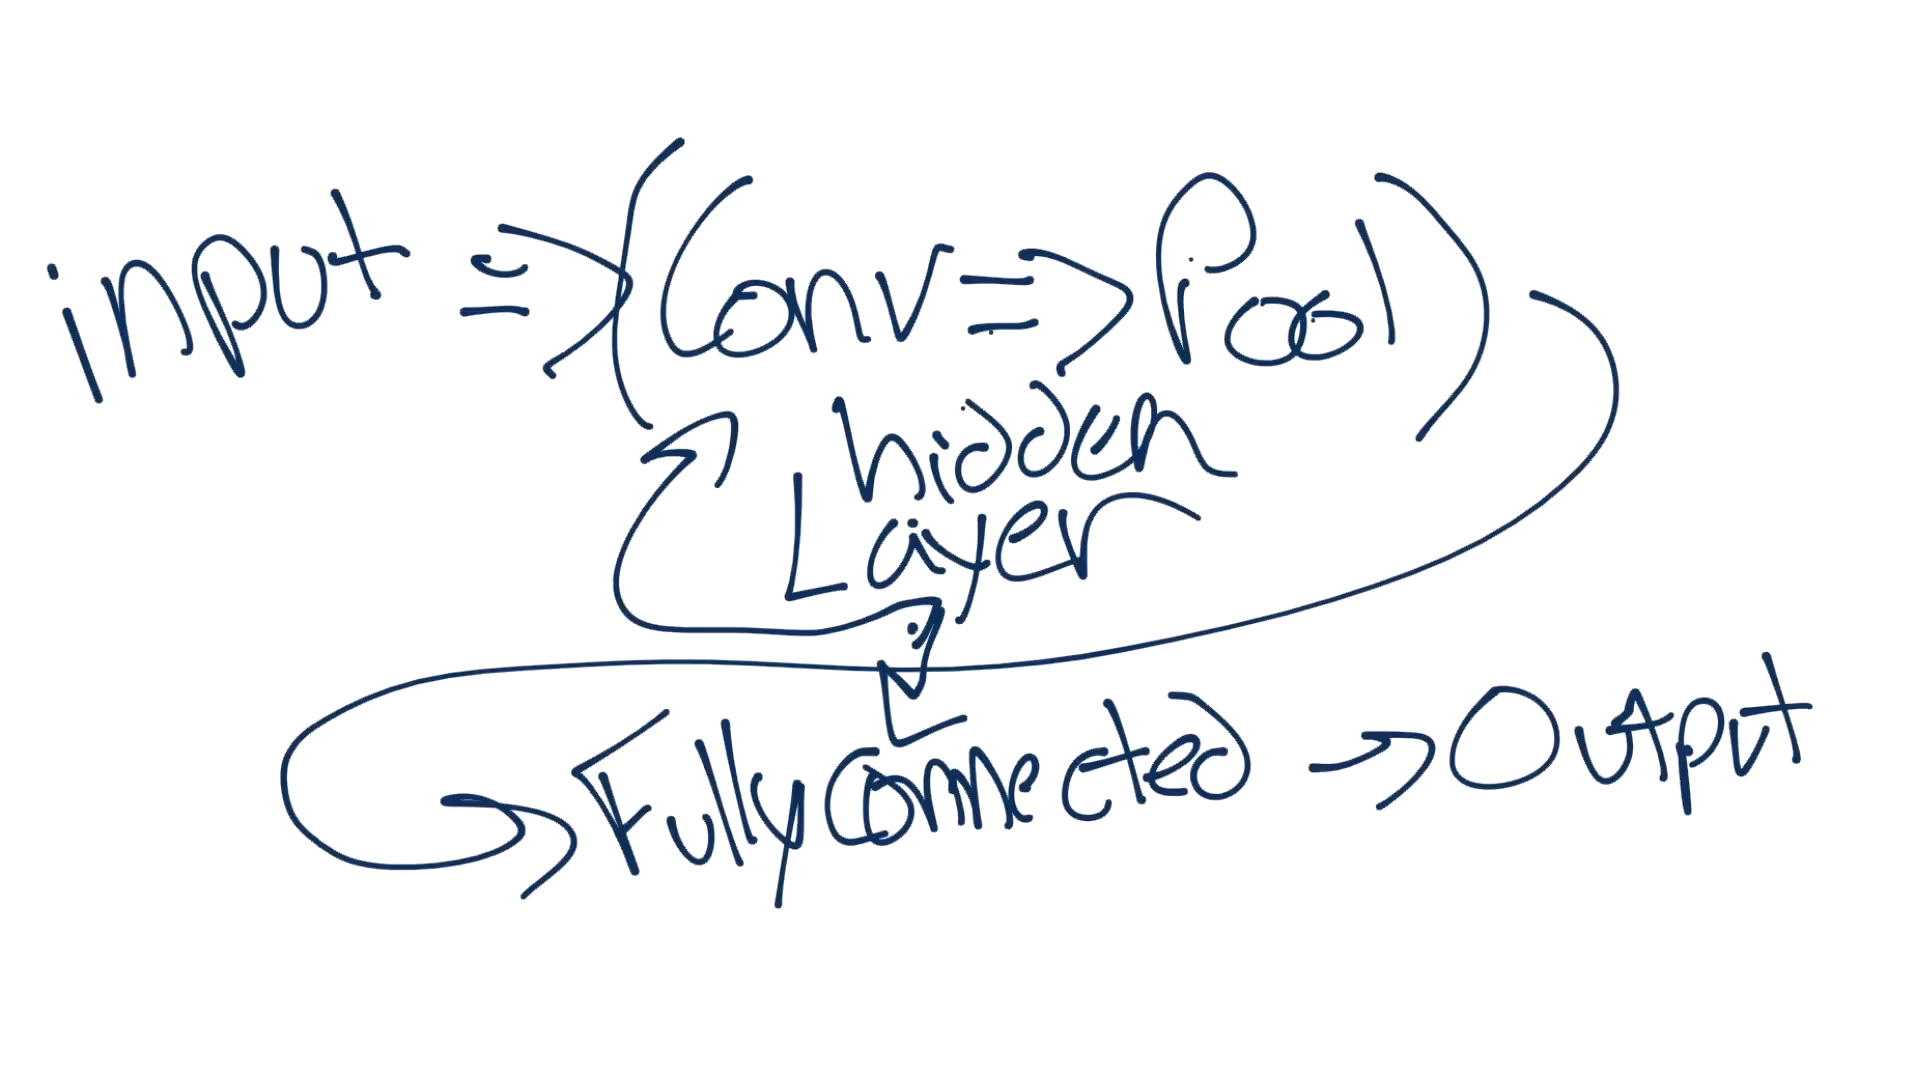 input => (Conv => Pool)
hidden
Layer
Fully connected → Output